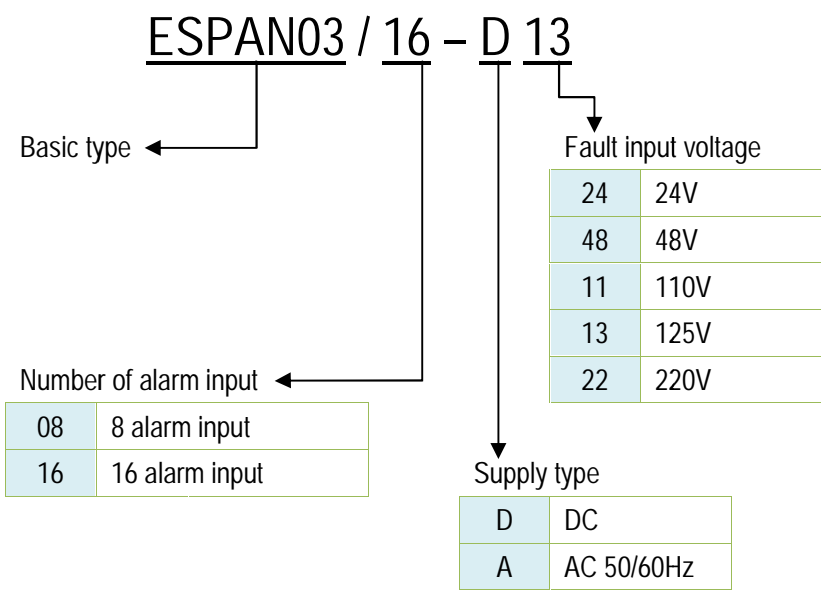 ESPAN03 / 16 – D 13
Basic type
Fault input voltage
24 24V
48 48V
11 110V
13 125V
22 220V
Number of alarm input
08 8 alarm input
16 16 alarm input
Supply type
D DC
A AC 50/60Hz